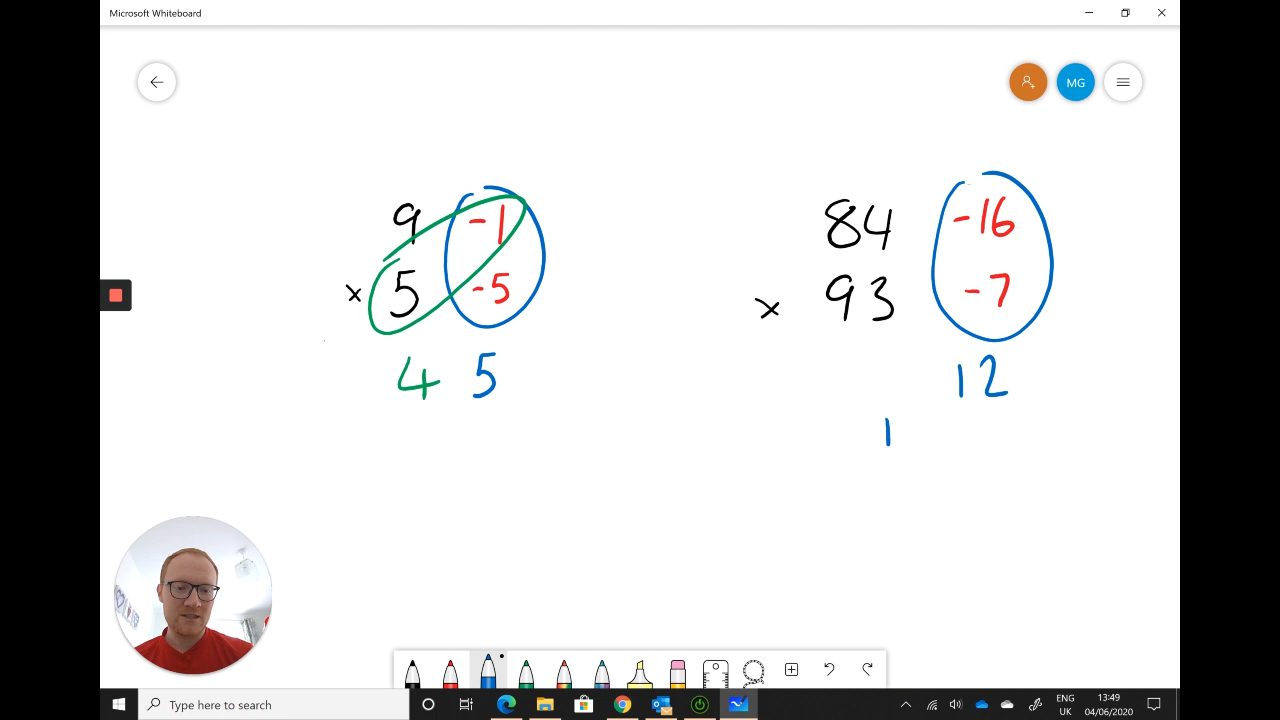 Microsoft Whiteboard
MG
9 -1
× 5 -5
4 5
84 -16
× 93 -7
12
1
Type here to search
ENG
UK
13:49
04/06/2020